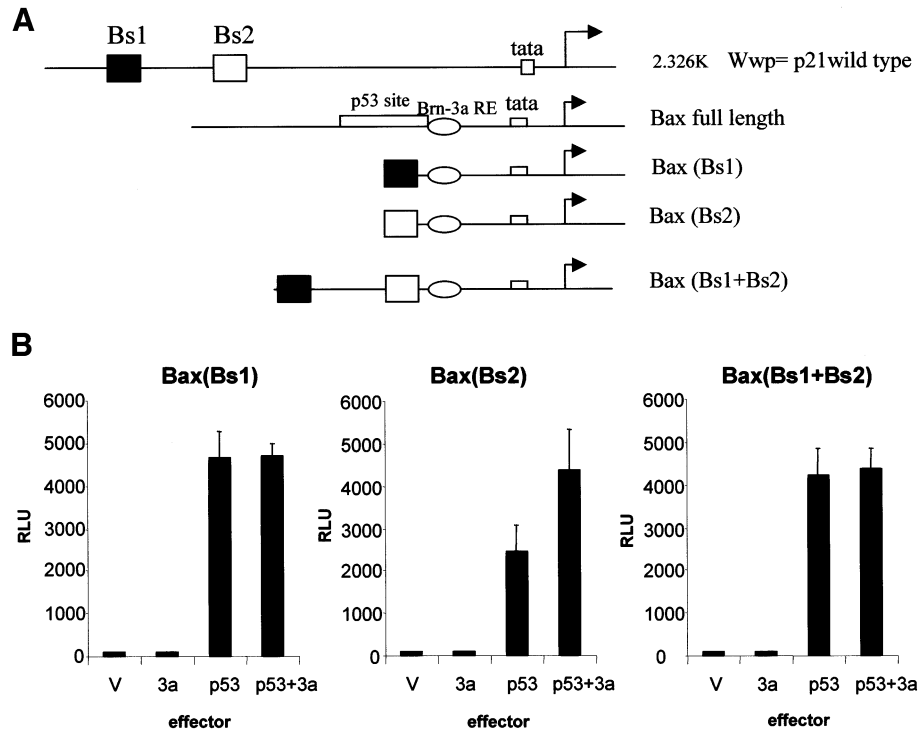 A
Bs1 Bs2 tata 2.326K Wwp= p21wild type
p53 site Brn-3a RE tata Bax full length
Bax (Bs1)
Bax (Bs2)
Bax (Bs1+Bs2)
B
Bax(Bs1)
6000
5000
4000
3000
2000
1000
0
RLU
V 3a p53 p53+3a
effector
Bax(Bs2)
6000
5000
4000
3000
2000
1000
0
RLU
V 3a p53 p53+3a
effector
Bax(Bs1+Bs2)
6000
5000
4000
3000
2000
1000
0
RLU
V 3a p53 p53+3a
effector